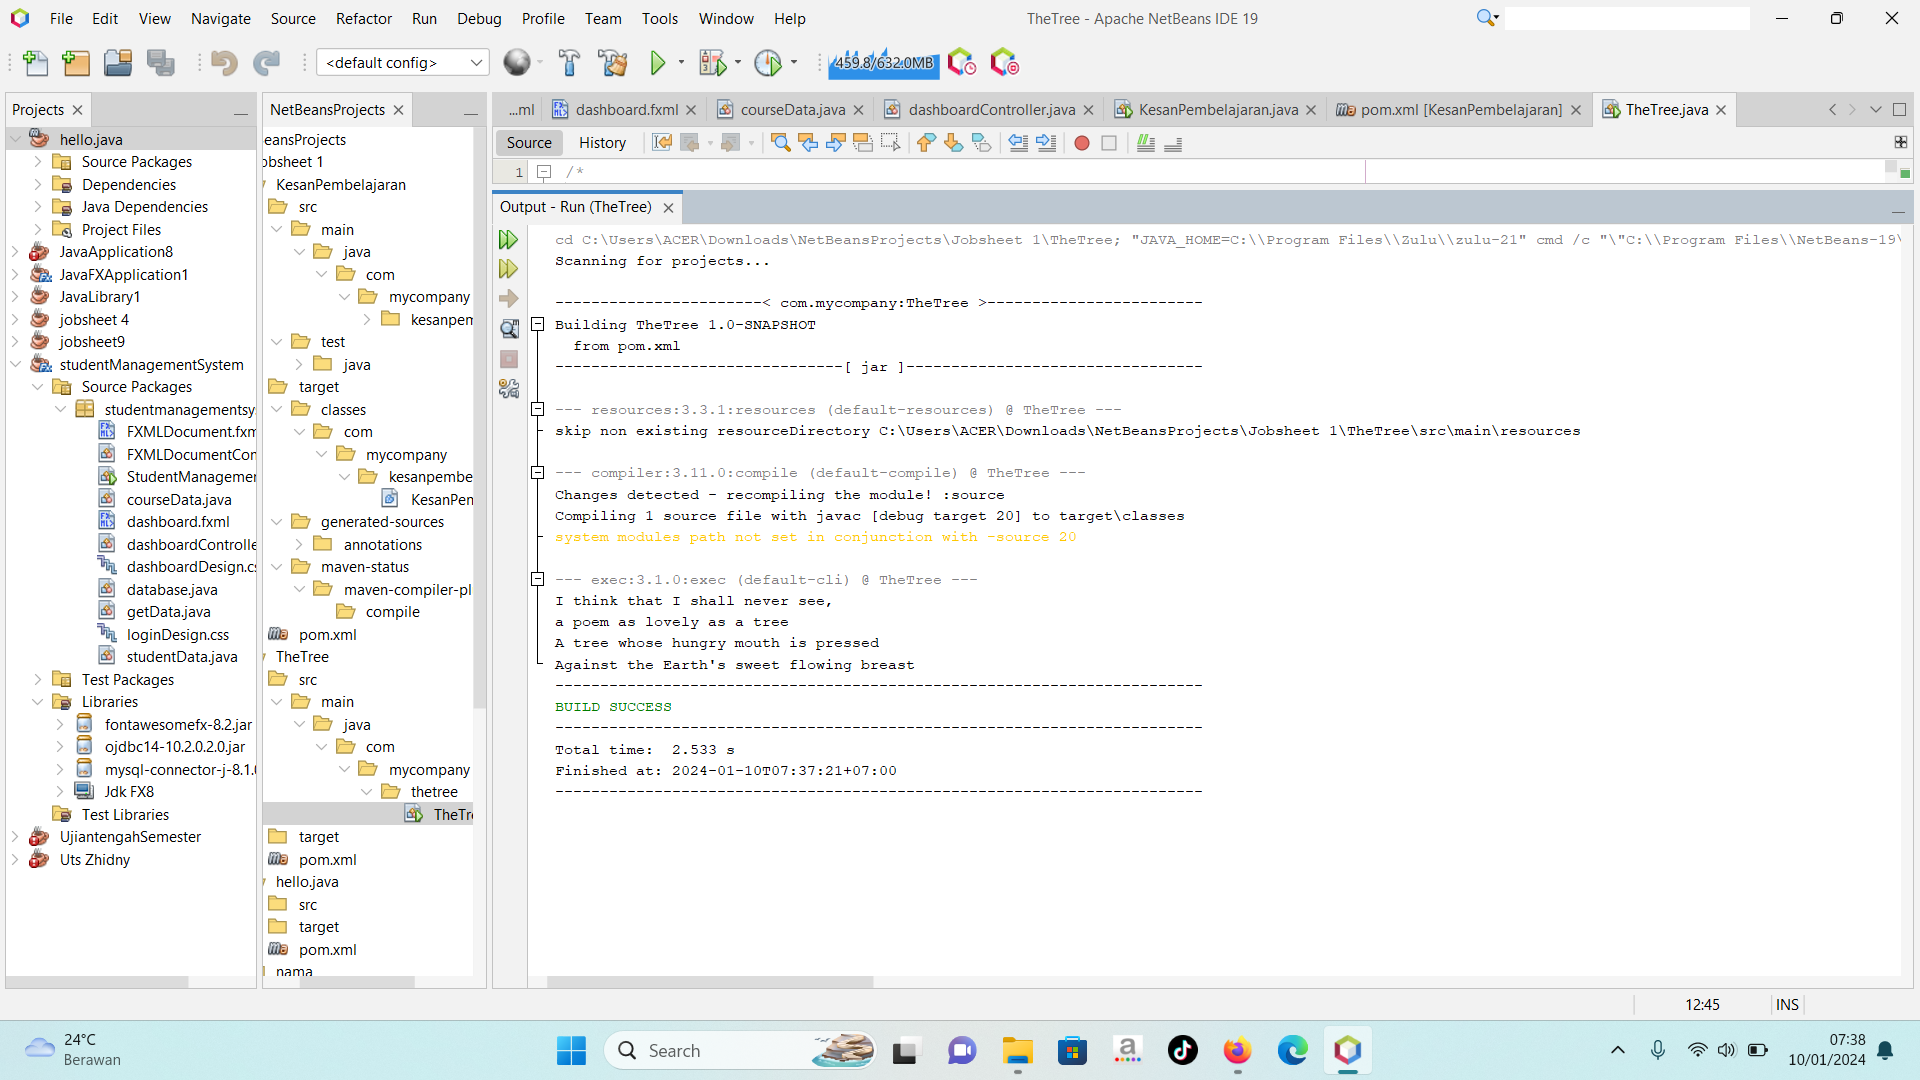 File Edit View Navigate Source Refactor Run Debug Profile Team Tools Window Help
TheTree - Apache NetBeans IDE 19
<default config>
459.8/632.0MB
Projects
hello.java
Source Packages
Dependencies
Java Dependencies
Project Files
JavaApplication8
JavaFXApplication1
JavaLibrary1
jobsheet 4
jobsheet9
studentManagementSystem
Source Packages
studentmanagementsy
FXMLDocument.fxm
FXMLDocumentCon
StudentManagemen
courseData.java
dashboard.fxml
dashboardControlle
dashboardDesign.cs
database.java
getData.java
loginDesign.css
studentData.java
Test Packages
Libraries
fontawesomefx-8.2.jar
ojdbc14-10.2.0.2.0.jar
mysql-connector-j-8.1.0
Jdk FX8
Test Libraries
UjiantengahSemester
Uts Zhidny
NetBeansProjects
eansProjects
obsheet 1
KesanPembelajaran
src
main
java
com
mycompany
kesanpem
test
java
target
classes
com
mycompany
kesanpembe
KesanPen
generated-sources
annotations
maven-status
maven-compiler-pl
compile
pom.xml
TheTree
src
main
java
com
mycompany
thetree
TheTre
target
pom.xml
hello.java
src
target
pom.xml
nama
...ml dashboard.fxml courseData.java dashboardController.java KesanPembelajaran.java pom.xml [KesanPembelajaran] TheTree.java
Source History
1 /*
Output - Run (TheTree)
cd C:\Users\ACER\Downloads\NetBeansProjects\Jobsheet 1\TheTree; "JAVA_HOME=C:\\Program Files\\Zulu\\zulu-21" cmd /c "\"C:\\Program Files\\NetBeans-19\
Scanning for projects...
-----------------------< com.mycompany:TheTree >------------------------
Building TheTree 1.0-SNAPSHOT
from pom.xml
--------------------------------[ jar ]---------------------------------
--- resources:3.3.1:resources (default-resources) @ TheTree ---
skip non existing resourceDirectory C:\Users\ACER\Downloads\NetBeansProjects\Jobsheet 1\TheTree\src\main\resources
--- compiler:3.11.0:compile (default-compile) @ TheTree ---
Changes detected - recompiling the module! :source
Compiling 1 source file with javac [debug target 20] to target\classes
system modules path not set in conjunction with -source 20
--- exec:3.1.0:exec (default-cli) @ TheTree ---
I think that I shall never see,
a poem as lovely as a tree
A tree whose hungry mouth is pressed
Against the Earth's sweet flowing breast
------------------------------------------------------------------------
BUILD SUCCESS
------------------------------------------------------------------------
Total time: 2.533 s
Finished at: 2024-01-10T07:37:21+07:00
------------------------------------------------------------------------
12:45 INS
24°C
Berawan
Search
07:38
10/01/2024